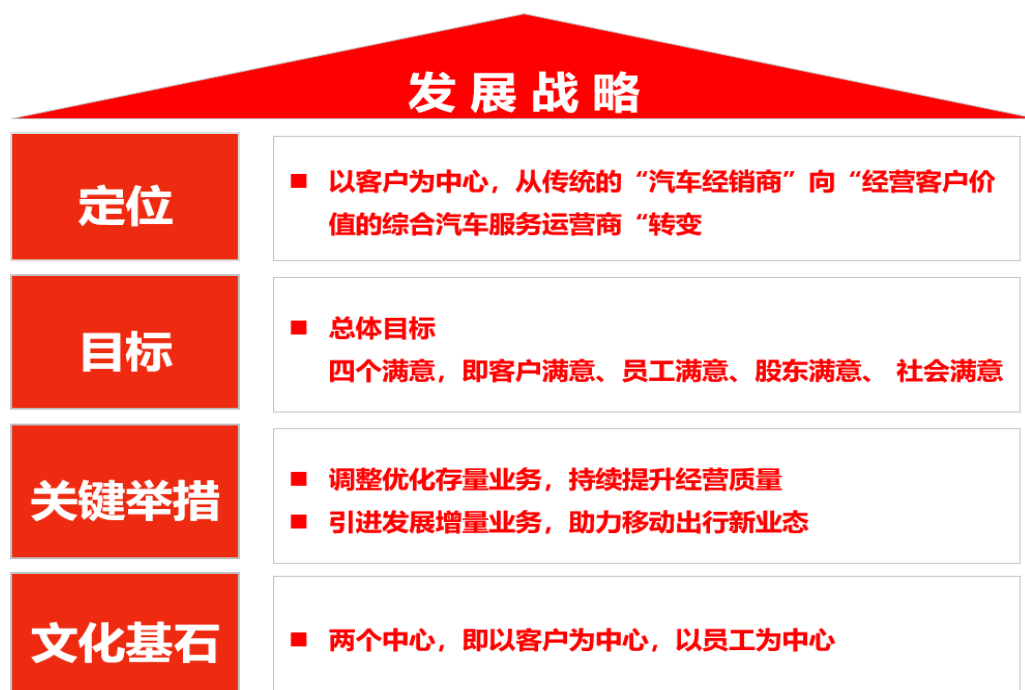 发展战略
定位
■ 以客户为中心，从传统的“汽车经销商”向“经营客户价
值的综合汽车服务运营商“转变
目标
■ 总体目标
四个满意，即客户满意、员工满意、股东满意、 社会满意
关键举措
■ 调整优化存量业务，持续提升经营质量
■ 引进发展增量业务，助力移动出行新业态
文化基石
■ 两个中心，即以客户为中心，以员工为中心